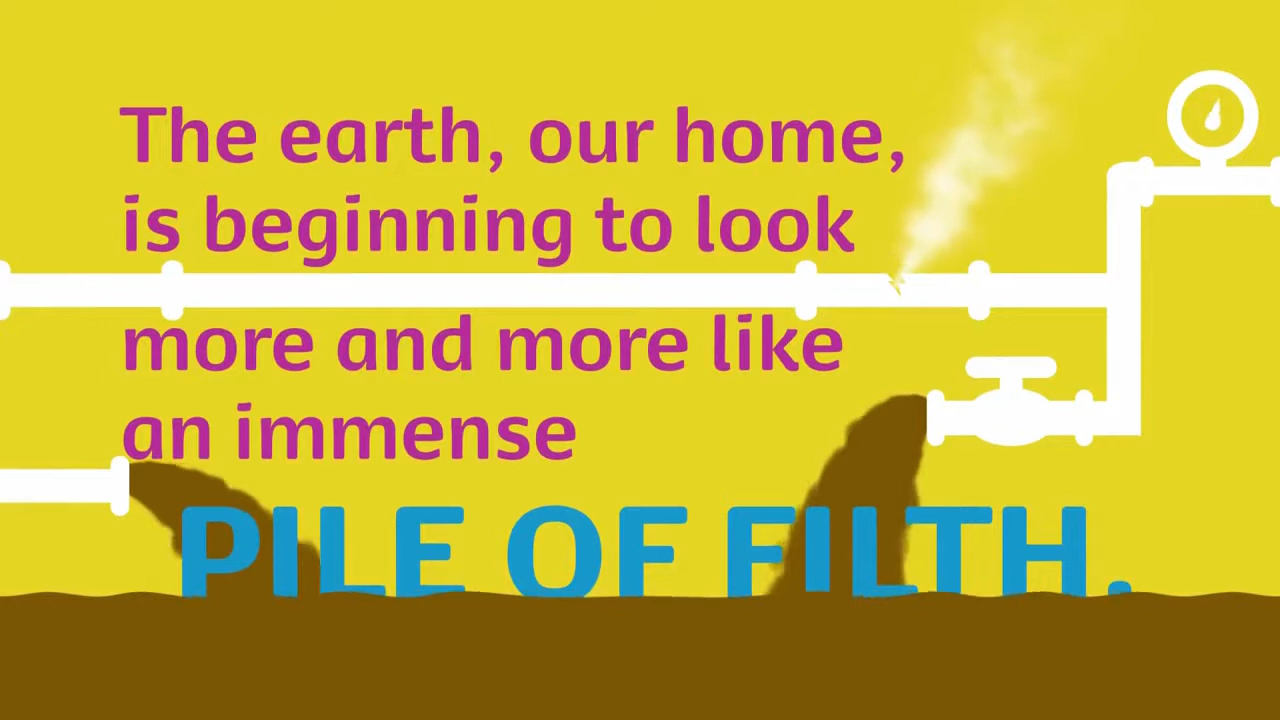 The earth, our home,
is beginning to look
more and more like
an immense
PILE OF FILTH.